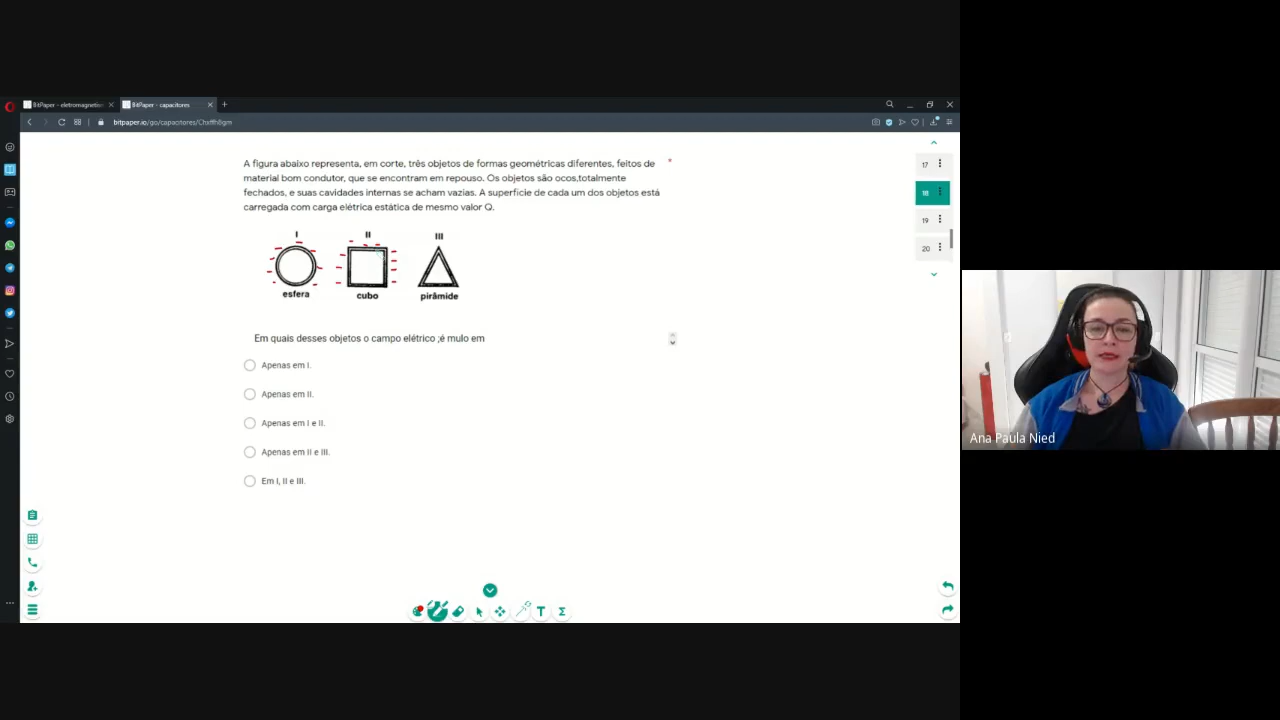 BitPaper - eletromagnetism
BitPaper - capacitores
bitpaper.io/go/capacitores/Chxffh8gm
A figura abaixo representa, em corte, três objetos de formas geométricas diferentes, feitos de *
material bom condutor, que se encontram em repouso. Os objetos são ocos,totalmente
fechados, e suas cavidades internas se acham vazias. A superfície de cada um dos objetos está
carregada com carga elétrica estática de mesmo valor Q.
I II III
esfera cubo pirâmide
Em quais desses objetos o campo elétrico ;é mulo em
Apenas em I.
Apenas em II.
Apenas em I e II.
Apenas em II e III.
Em I, II e III.
17
18
19
20
T Σ
Ana Paula Nied